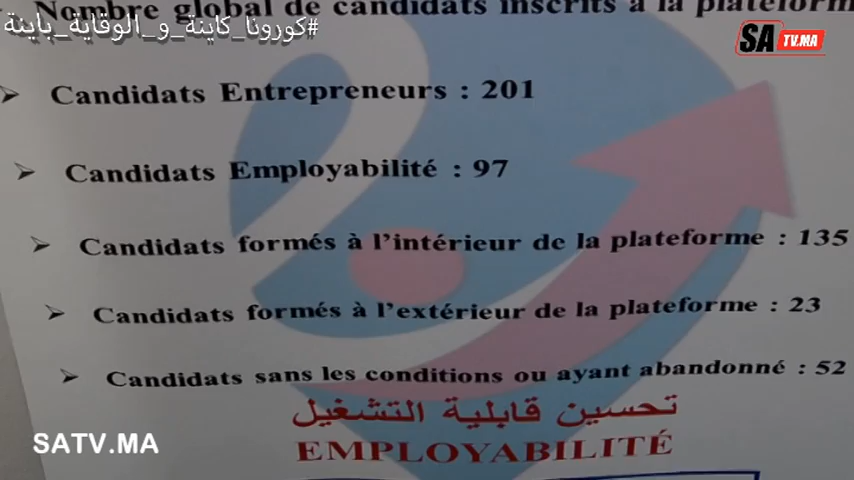 Nombre global de candidats inscrits à la plateform
#كورونا_كاينة_و_الوقاية_باينة
SATV.MA
➤ Candidats Entrepreneurs : 201
➤ Candidats Employabilité : 97
➤ Candidats formés à l'intérieur de la plateforme : 135
➤ Candidats formés à l'extérieur de la plateforme : 23
➤ Candidats sans les conditions ou ayant abandonné : 52
تحسين قابلية التشغيل
EMPLOYABILITÉ
SATV.MA